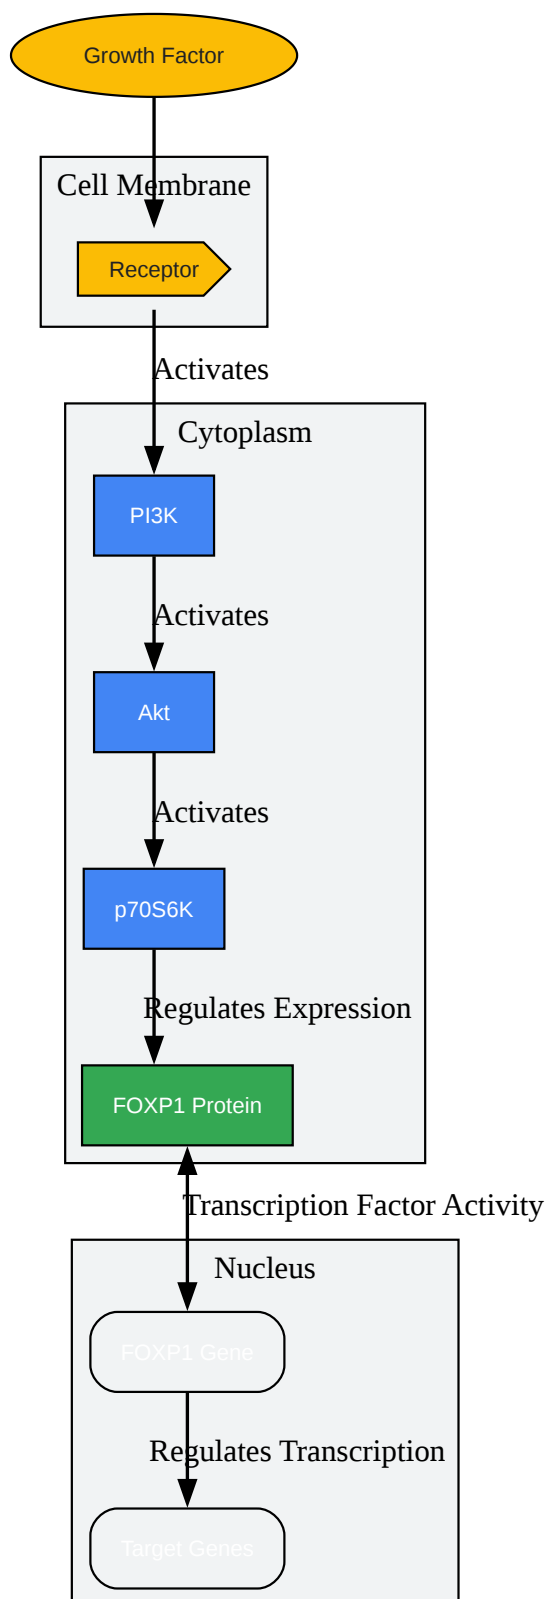 Growth Factor
Cell Membrane
Receptor
Activates
Cytoplasm
PI3K
Activates
Akt
Activates
p70S6K
Regulates Expression
FOXP1 Protein
Transcription Factor Activity
Nucleus
FOXP1 Gene
Regulates Transcription
Target Genes